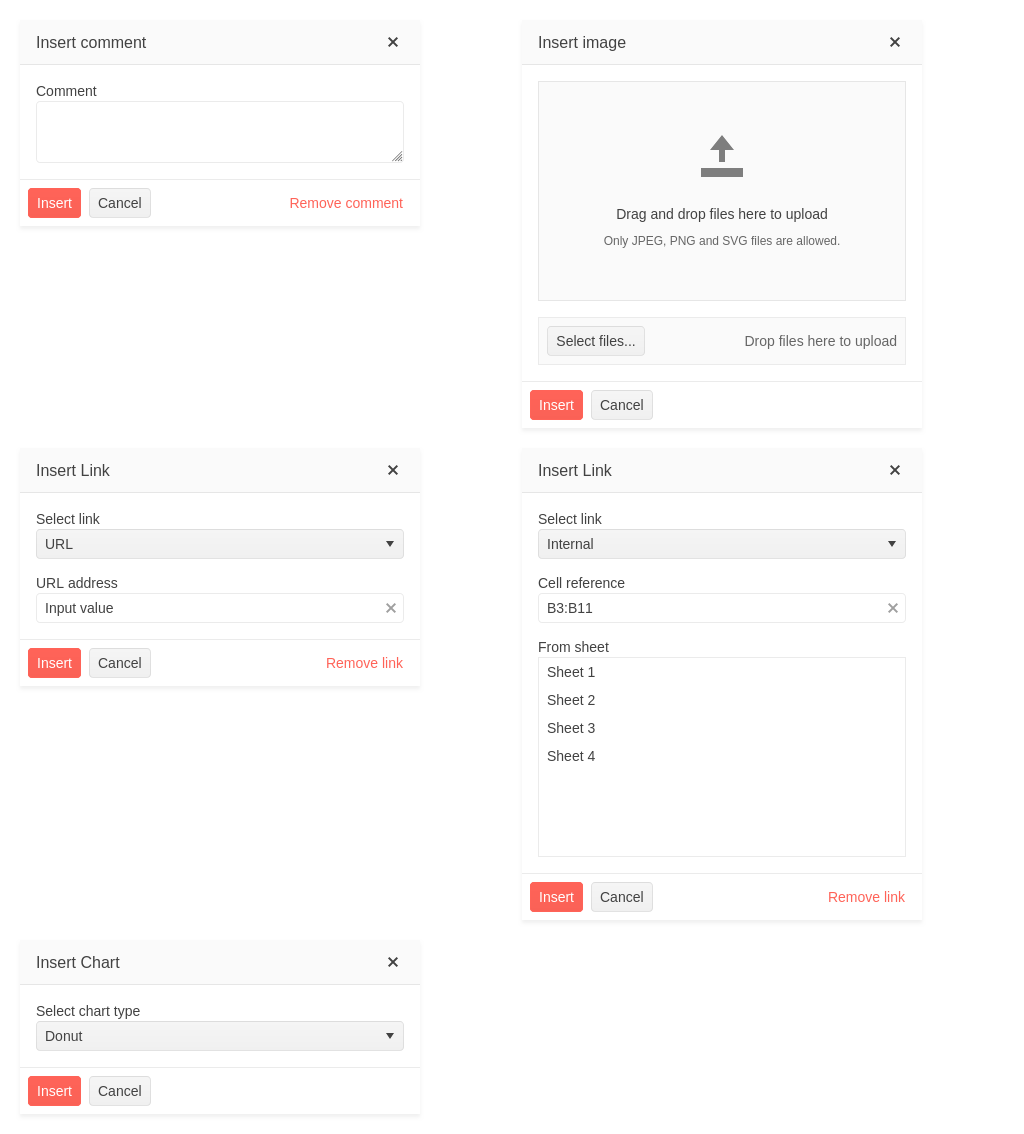 Insert comment
Comment
Insert
Cancel
Remove comment
Insert image
Drag and drop files here to upload
Only JPEG, PNG and SVG files are allowed.
Select files...
Drop files here to upload
Insert
Cancel
Insert Link
Select link
URL
URL address
Input value
Insert
Cancel
Remove link
Insert Link
Select link
Internal
Cell reference
B3:B11
From sheet
Sheet 1
Sheet 2
Sheet 3
Sheet 4
Insert
Cancel
Remove link
Insert Chart
Select chart type
Donut
Insert
Cancel